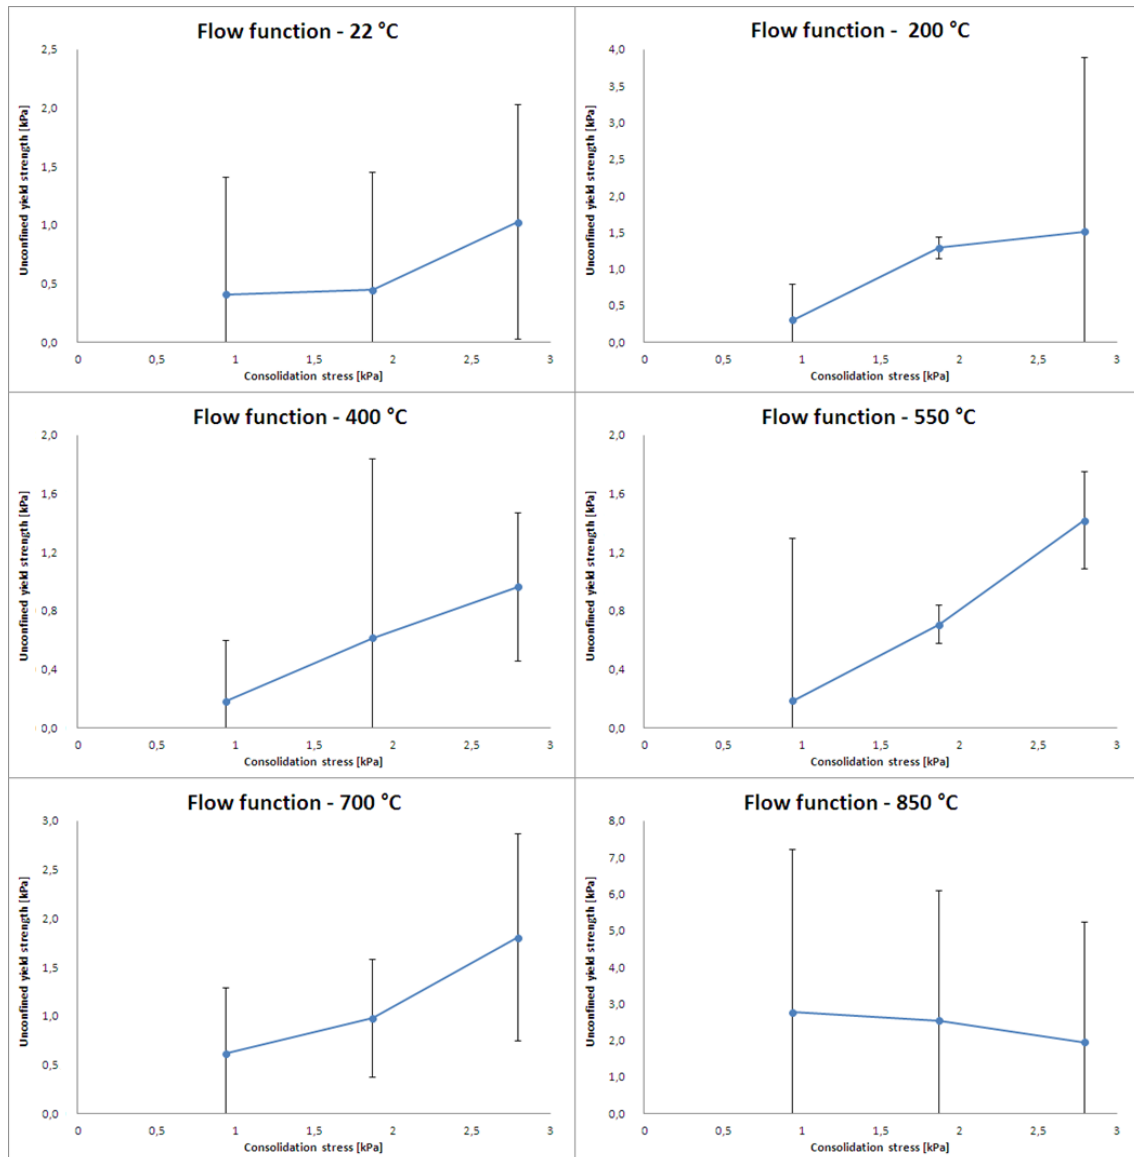 Flow function - 22 °C
Unconfined yield strength [kPa]
2,5
2,0
1,5
1,0
0,5
0,0
0 0,5 1 1,5 2 2,5 3
Consolidation stress [kPa]
Flow function - 200 °C
Unconfined yield strength [kPa]
4,0
3,5
3,0
2,5
2,0
1,5
1,0
0,5
0,0
0 0,5 1 1,5 2 2,5 3
Consolidation stress [kPa]
Flow function - 400 °C
Unconfined yield strength [kPa]
2,0
1,6
1,2
0,8
0,4
0,0
0 0,5 1 1,5 2 2,5 3
Consolidation stress [kPa]
Flow function - 550 °C
Unconfined yield strength [kPa]
2,0
1,6
1,2
0,8
0,4
0,0
0 0,5 1 1,5 2 2,5 3
Consolidation stress [kPa]
Flow function - 700 °C
Unconfined yield strength [kPa]
3,0
2,5
2,0
1,5
1,0
0,5
0,0
0 0,5 1 1,5 2 2,5 3
Consolidation stress [kPa]
Flow function - 850 °C
Unconfined yield strength [kPa]
8,0
7,0
6,0
5,0
4,0
3,0
2,0
1,0
0,0
0 0,5 1 1,5 2 2,5 3
Consolidation stress [kPa]